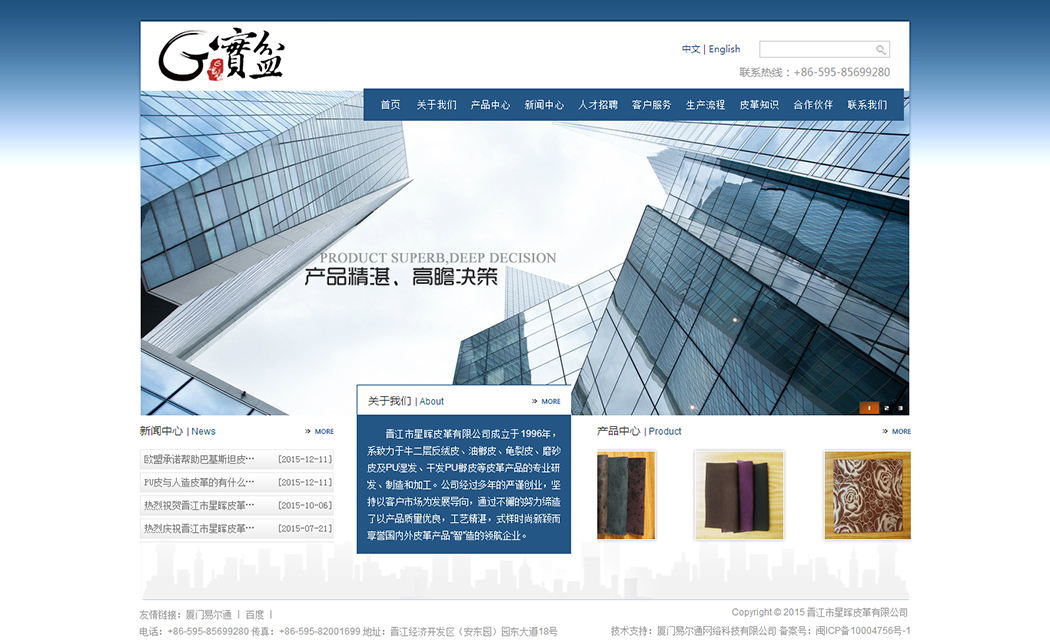 G 寶盆
中文 | English
联系热线：+86-595-85699280
首页 关于我们 产品中心 新闻中心 人才招聘 客户服务 生产流程 皮革知识 合作伙伴 联系我们
PRODUCT SUPERB,DEEP DECISION
产品精湛、高瞻决策
1 2 3
新闻中心 | News
MORE
欧盟承诺帮助巴基斯坦皮… [2015-12-11]
PU皮与人造皮革的有什么… [2015-12-11]
热烈祝贺晋江市星晖皮革… [2015-10-06]
热烈庆祝晋江市星晖皮革… [2015-07-21]
关于我们 | About
MORE
晋江市星晖皮革有限公司成立于1996年，
系致力于牛二层反绒皮、油蜡皮、龟裂皮、磨砂
皮及PU湿发、干发PU榔皮等皮革产品的专业研
发、制造和加工。公司经过多年的严谨创业，坚
持以客户市场为发展导向，通过不懈的努力缔造
了以产品质量优良，工艺精湛，式样时尚新颖而
享誉国内外皮革产品"智"造的领航企业。
产品中心 | Product
MORE
友情链接：厦门易尔通 | 百度 |
Copyright © 2015 晋江市星晖皮革有限公司
电话：+86-595-85699280 传真：+86-595-82001699 地址：晋江经济开发区（安东园）园东大道18号
技术支持：厦门易尔通网络科技有限公司 备案号：闽ICP备10004756号-1